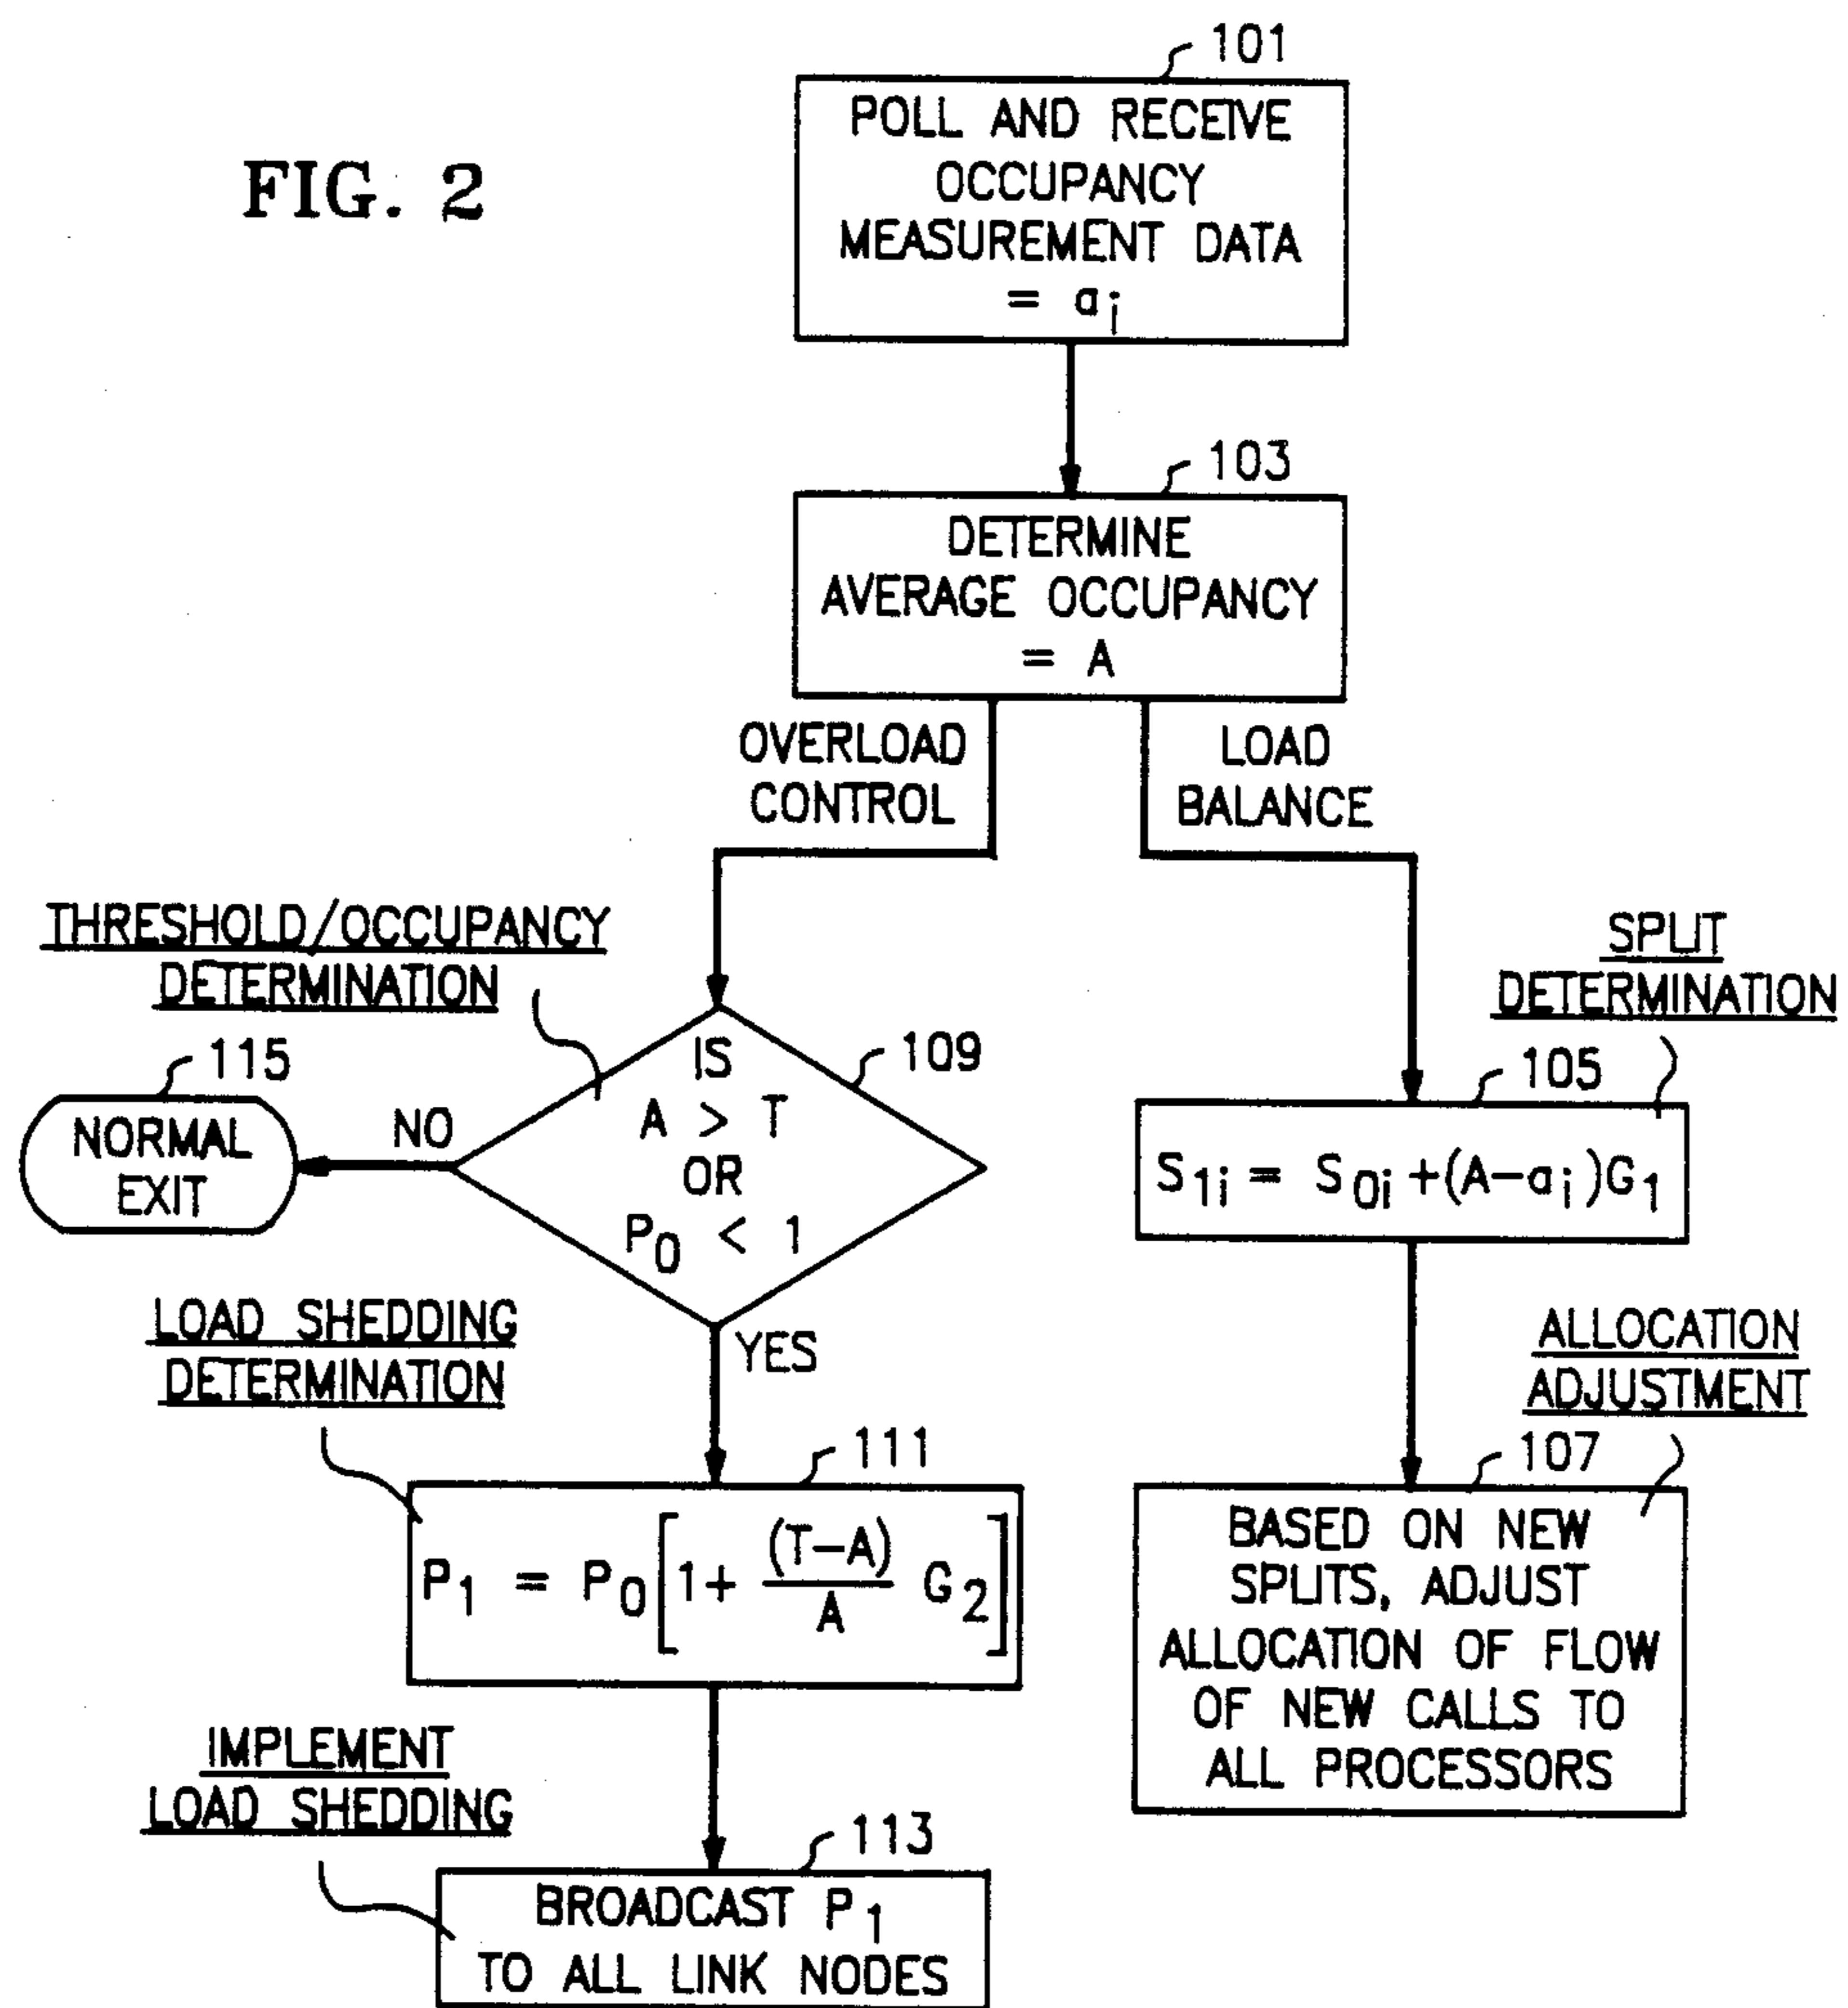 FIG. 2
101
POLL AND RECEIVE
OCCUPANCY
MEASUREMENT DATA
= ai
103
DETERMINE
AVERAGE OCCUPANCY
= A
OVERLOAD
CONTROL
LOAD
BALANCE
THRESHOLD/OCCUPANCY
DETERMINATION
SPLIT
DETERMINATION
115
NORMAL
EXIT
NO
109
IS
A > T
OR
P0 < 1
YES
105
S1i = S0i +(A-ai)G1
LOAD SHEDDING
DETERMINATION
ALLOCATION
ADJUSTMENT
111
P1 = P0[1+ (T-A)/A G2]
107
BASED ON NEW
SPLITS, ADJUST
ALLOCATION OF FLOW
OF NEW CALLS TO
ALL PROCESSORS
IMPLEMENT
LOAD SHEDDING
113
BROADCAST P1
TO ALL LINK NODES